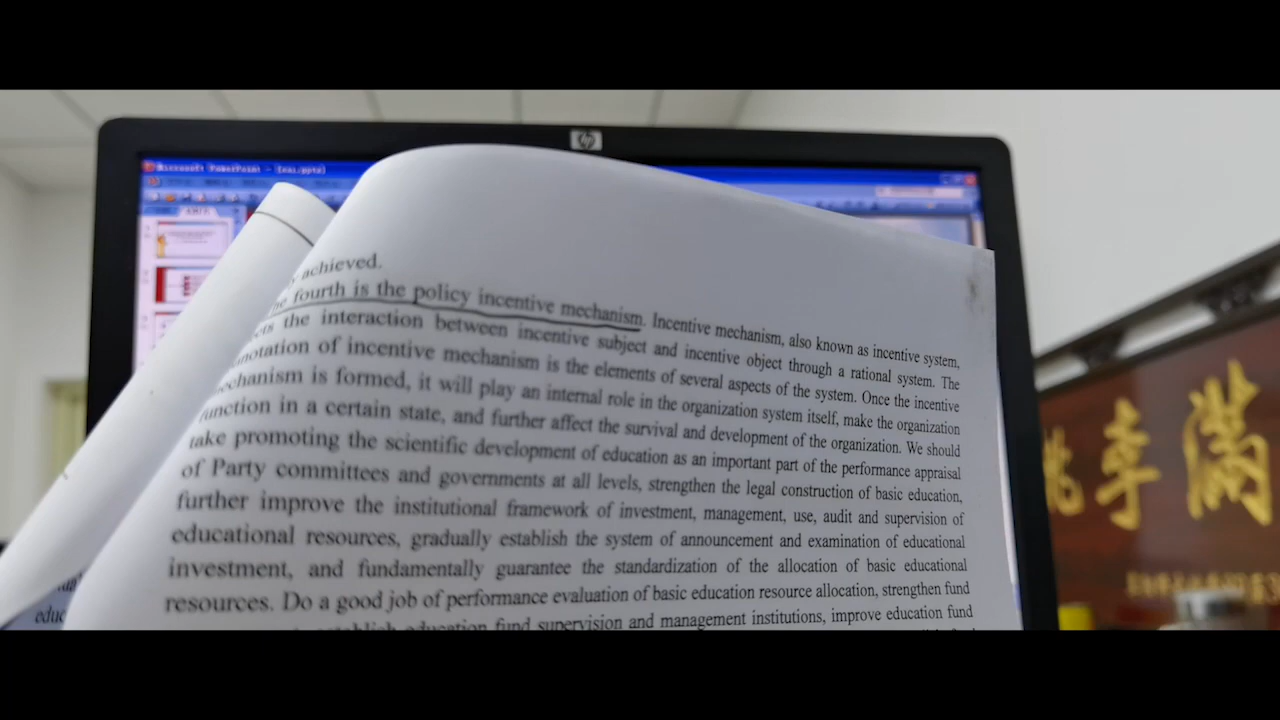 Microsoft PowerPoint
hp
achieved.
fourth is the policy incentive mechanism. Incentive mechanism, also known as incentive system,
the interaction between incentive subject and incentive object through a rational system. The
of incentive mechanism is the elements of several aspects of the system. Once the incentive
is formed, it will play an internal role in the organization system itself, make the organization
function in a certain state, and further affect the survival and development of the organization. We should
take promoting the scientific development of education as an important part of the performance appraisal
of Party committees and governments at all levels, strengthen the legal construction of basic education,
further improve the institutional framework of investment, management, use, audit and supervision of
educational resources, gradually establish the system of announcement and examination of educational
investment, and fundamentally guarantee the standardization of the allocation of basic educational
resources. Do a good job of performance evaluation of basic education resource allocation, strengthen fund
establish education fund supervision and management institutions, improve education fund
educ
李满